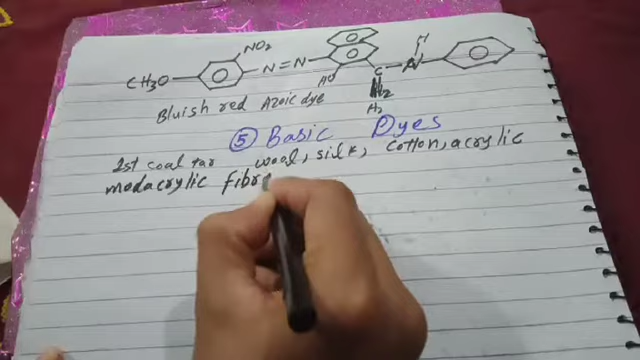 NO₂
H
CH₃O N=N N
HO C
H₂
Bluish red Azoic dye
⑤ Basic Dyes
1st coal tar wool, silk, cotton, acrylic
modacrylic fibre